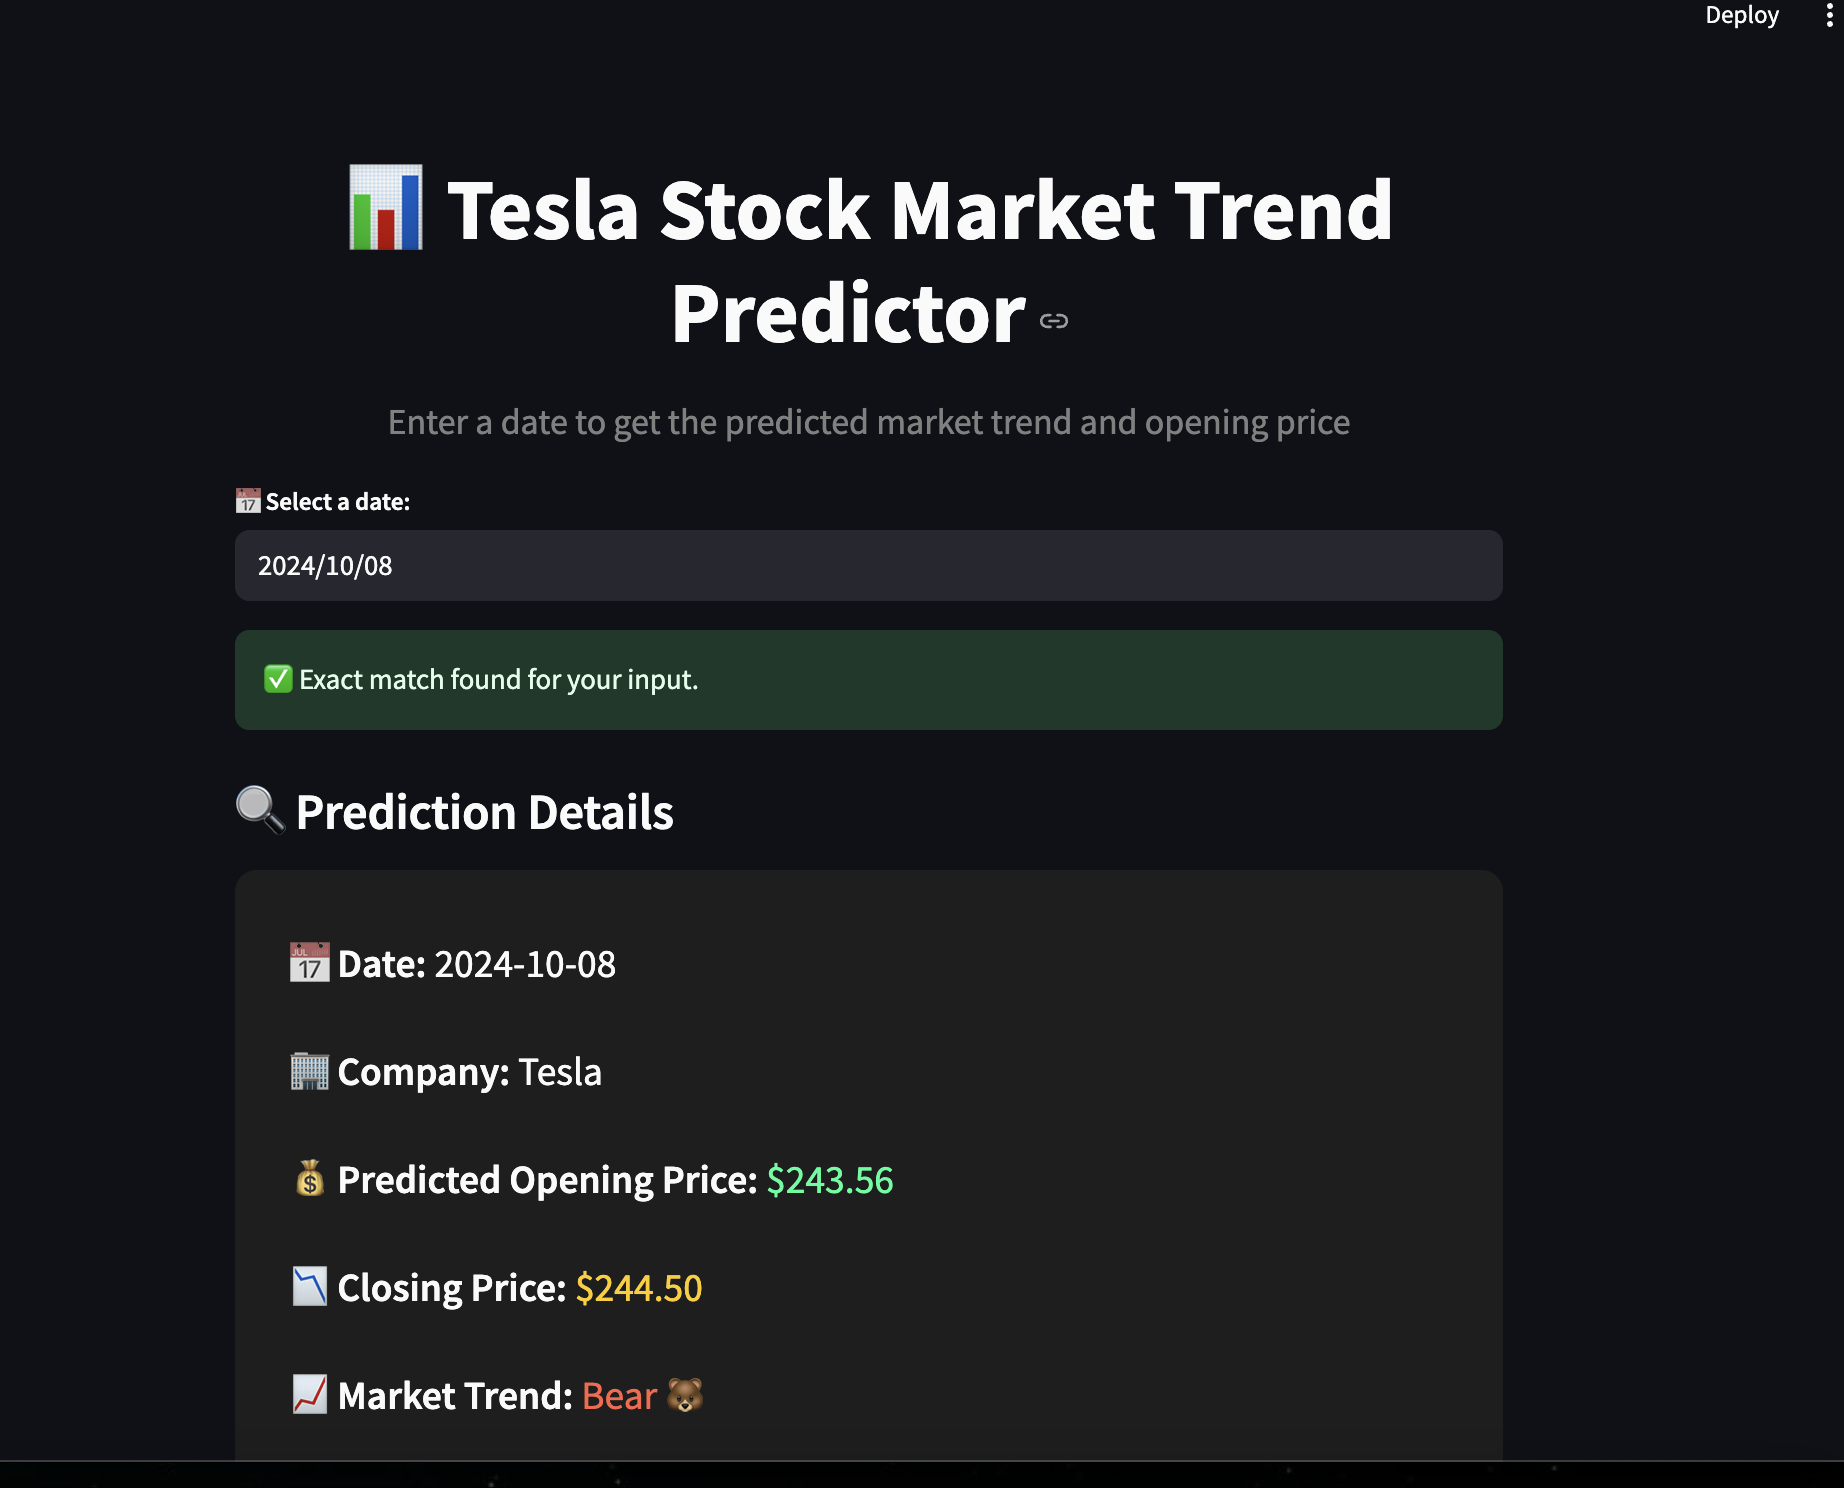 Deploy
📊 Tesla Stock Market Trend
Predictor
Enter a date to get the predicted market trend and opening price
📅 Select a date:
2024/10/08
✅ Exact match found for your input.
🔍 Prediction Details
📅 Date: 2024-10-08
🏢 Company: Tesla
💰 Predicted Opening Price: $243.56
📉 Closing Price: $244.50
📈 Market Trend: Bear 🐻